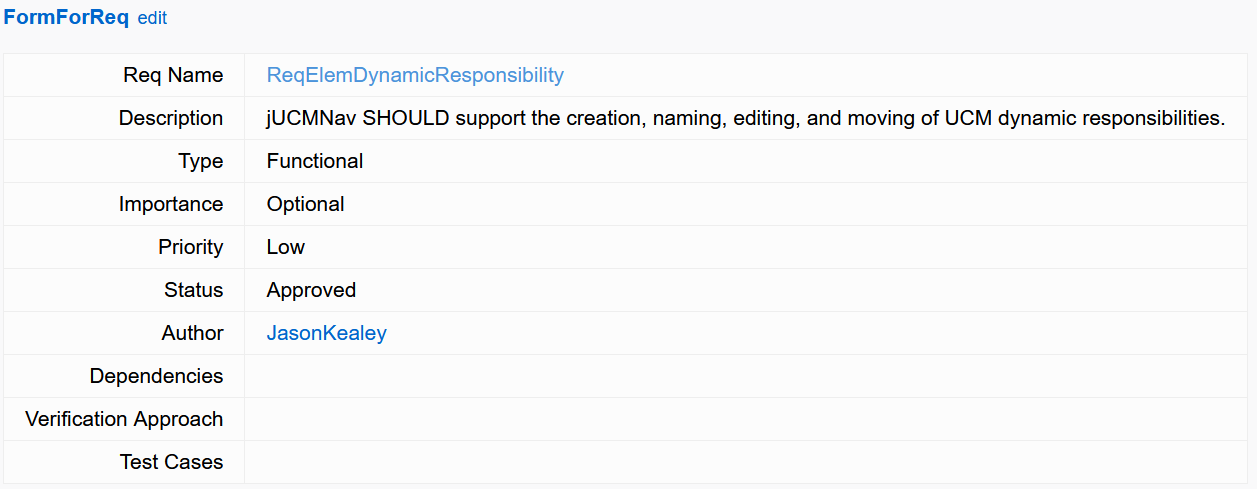 FormForReq edit
Req Name ReqElemDynamicResponsibility
Description jUCMNav SHOULD support the creation, naming, editing, and moving of UCM dynamic responsibilities.
Type Functional
Importance Optional
Priority Low
Status Approved
Author JasonKealey
Dependencies
Verification Approach
Test Cases